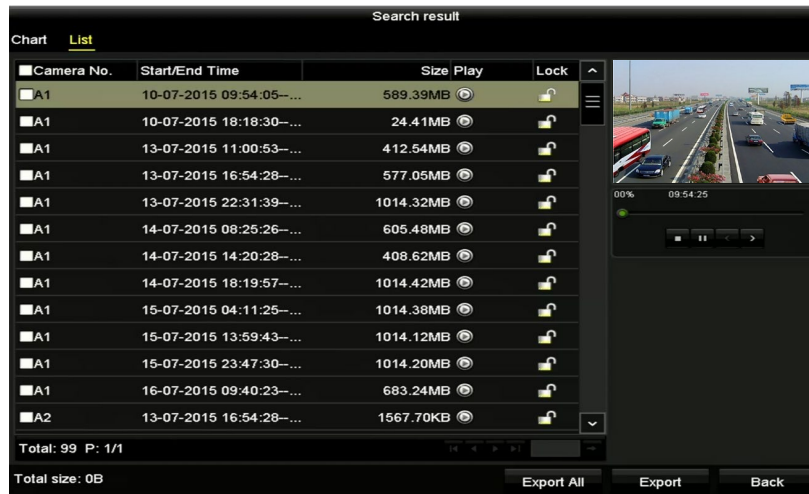 Search result
Chart List
Camera No. Start/End Time Size Play Lock
A1 10-07-2015 09:54:05--... 589.39MB
A1 10-07-2015 18:18:30--... 24.41MB
A1 13-07-2015 11:00:53--... 412.54MB
A1 13-07-2015 16:54:28--... 577.05MB
A1 13-07-2015 22:31:39--... 1014.32MB
A1 14-07-2015 08:25:26--... 605.48MB
A1 14-07-2015 14:20:28--... 408.62MB
A1 14-07-2015 18:19:57--... 1014.42MB
A1 15-07-2015 04:11:25--... 1014.38MB
A1 15-07-2015 13:59:43--... 1014.12MB
A1 15-07-2015 23:47:30--... 1014.20MB
A1 16-07-2015 09:40:23--... 683.24MB
A2 13-07-2015 16:54:28--... 1567.70KB
00% 09:54:25
Total: 99 P: 1/1
Total size: 0B
Export All Export Back